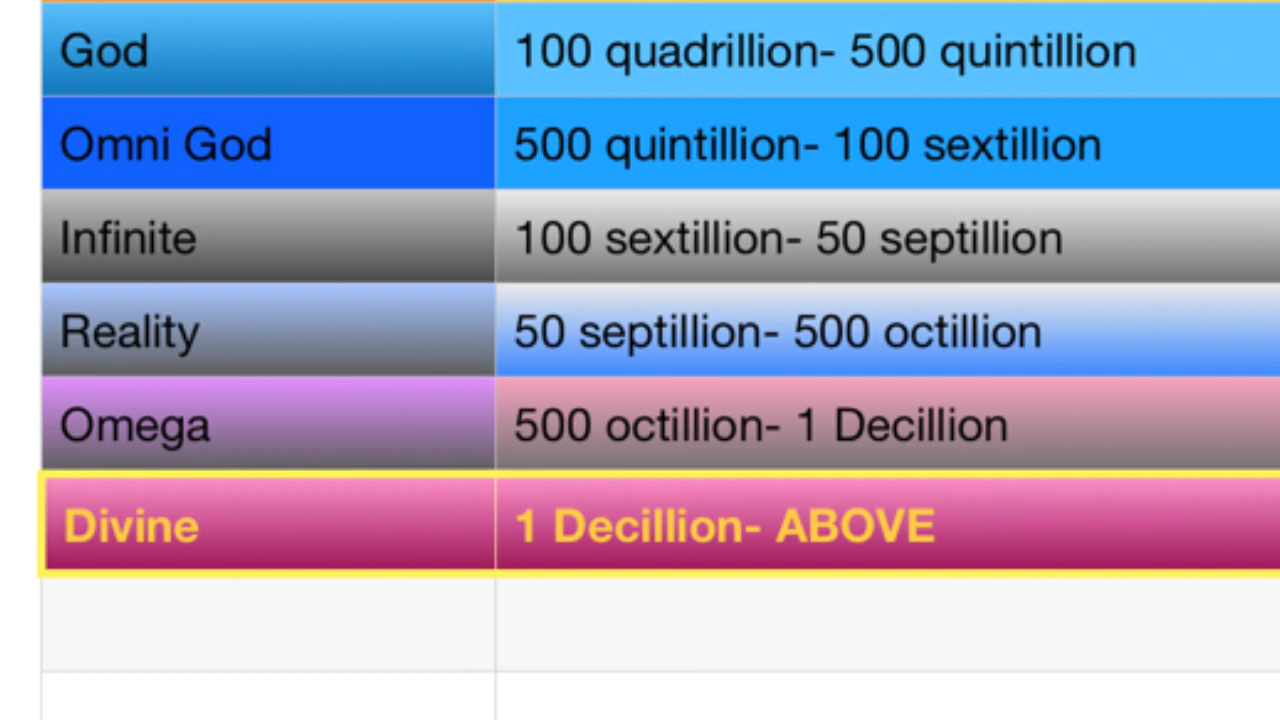 God 100 quadrillion- 500 quintillion
Omni God 500 quintillion- 100 sextillion
Infinite 100 sextillion- 50 septillion
Reality 50 septillion- 500 octillion
Omega 500 octillion- 1 Decillion
Divine 1 Decillion- ABOVE